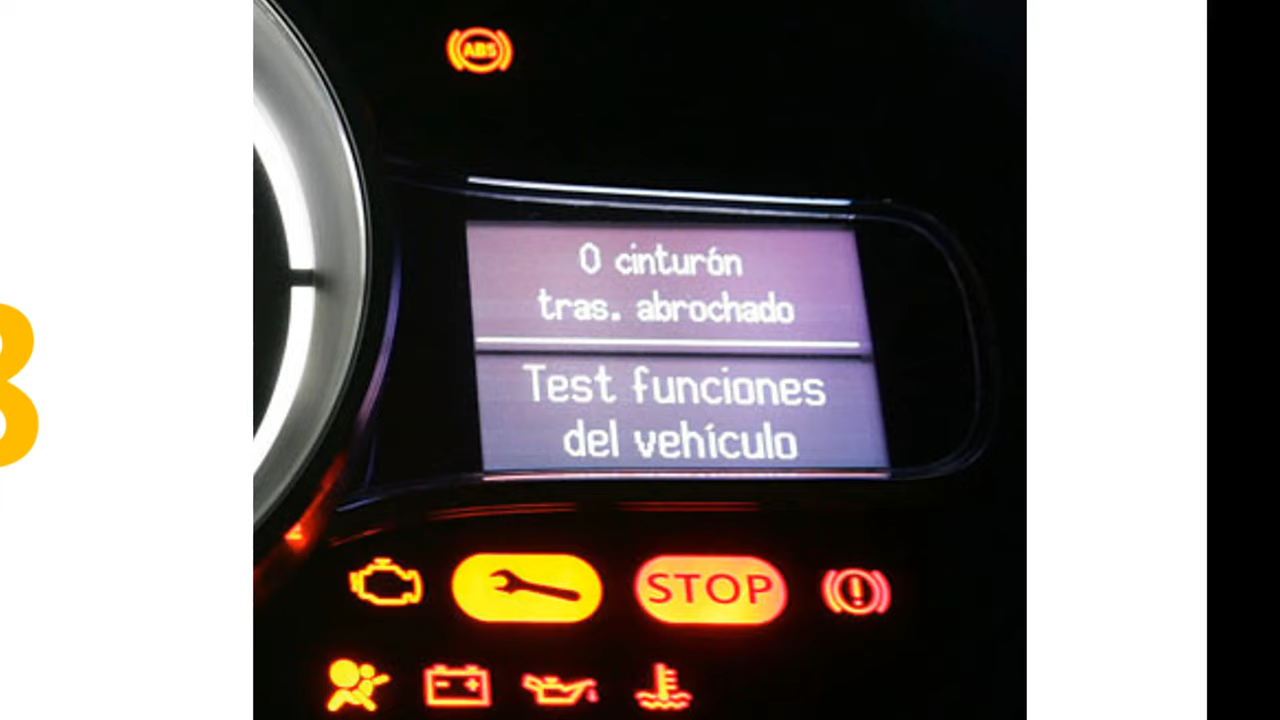 ABS
0 cinturón
tras. abrochado
Test funciones
del vehículo
STOP